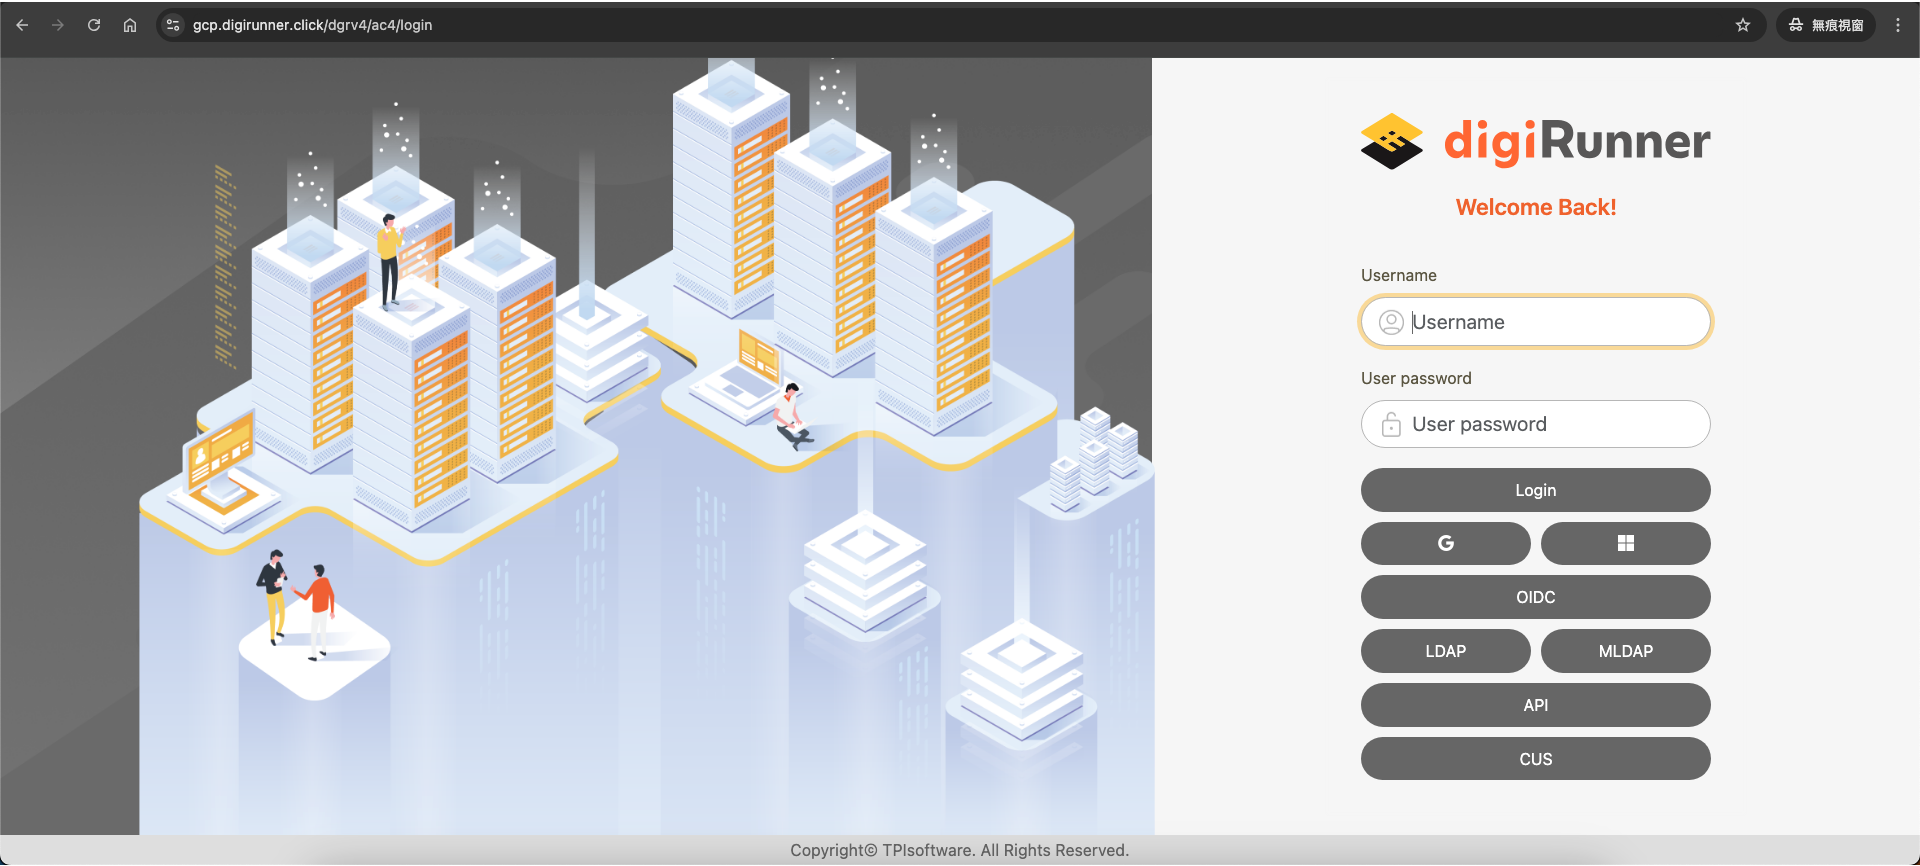 gcp.digirunner.click/dgrv4/ac4/login
無痕視窗
digiRunner
Welcome Back!
Username
Username
User password
User password
Login
G
OIDC
LDAP MLDAP
API
CUS
Copyright© TPIsoftware. All Rights Reserved.